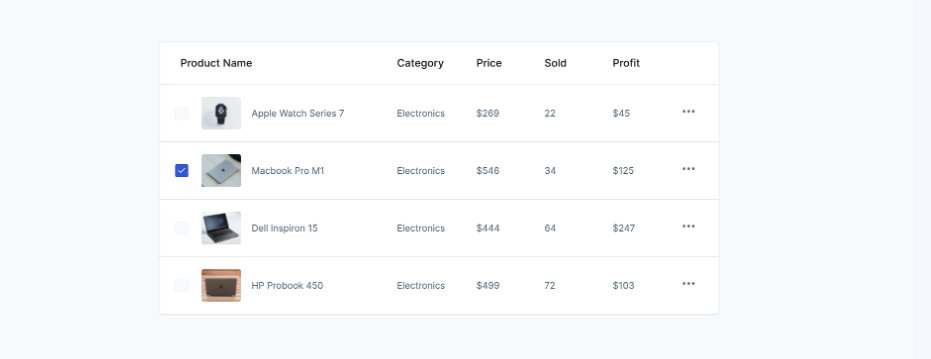 Product Name Category Price Sold Profit
Apple Watch Series 7 Electronics $269 22 $45
Macbook Pro M1 Electronics $546 34 $125
Dell Inspiron 15 Electronics $444 64 $247
HP Probook 450 Electronics $499 72 $103